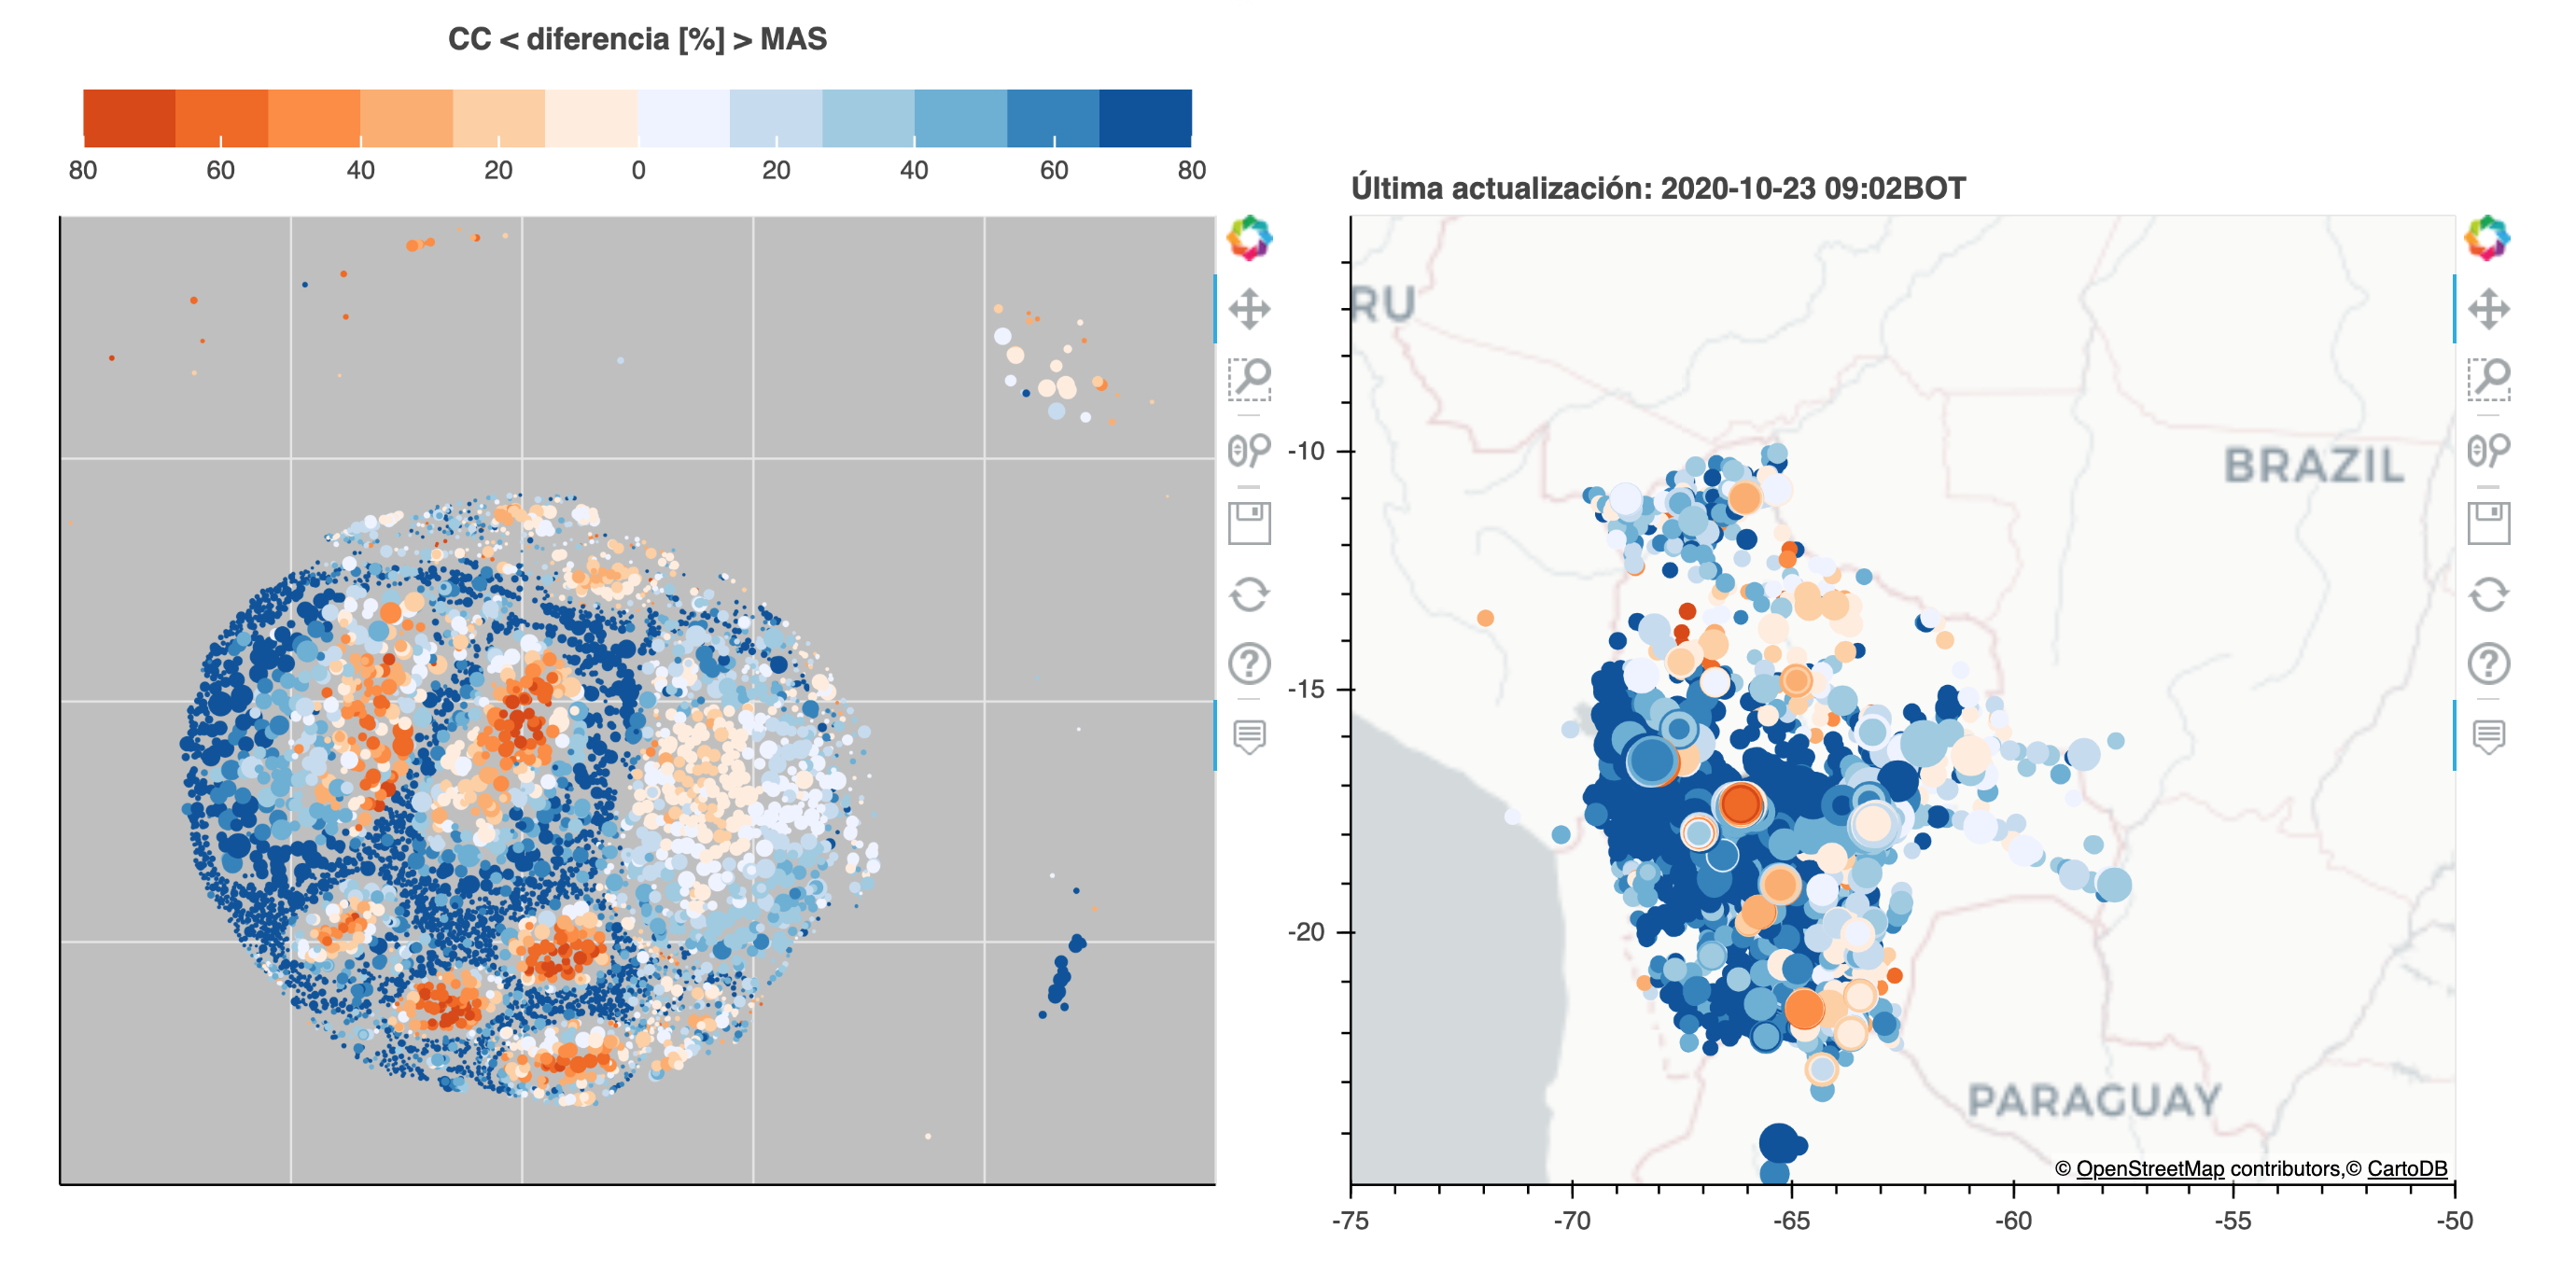 CC < diferencia [%] > MAS
80 60 40 20 0 20 40 60 80
Última actualización: 2020-10-23 09:02BOT
RU
BRAZIL
PARAGUAY
-10
-15
-20
© OpenStreetMap contributors,© CartoDB
-75 -70 -65 -60 -55 -50